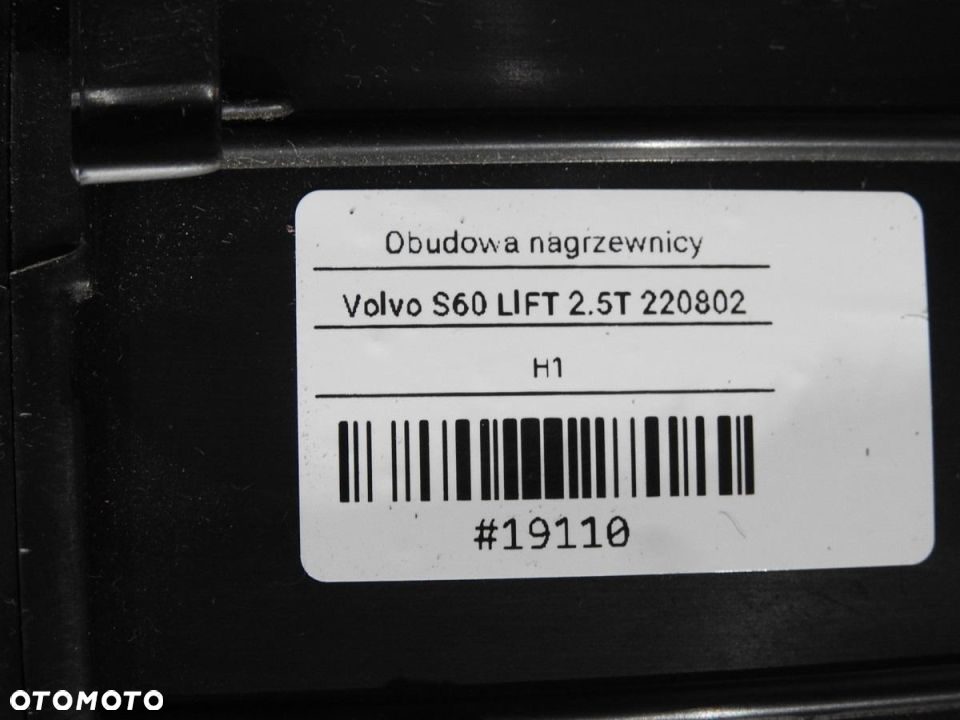 Obudowa nagrzewnicy
Volvo S60 LIFT 2.5T 220802
H1
#19110
OTOMOTO